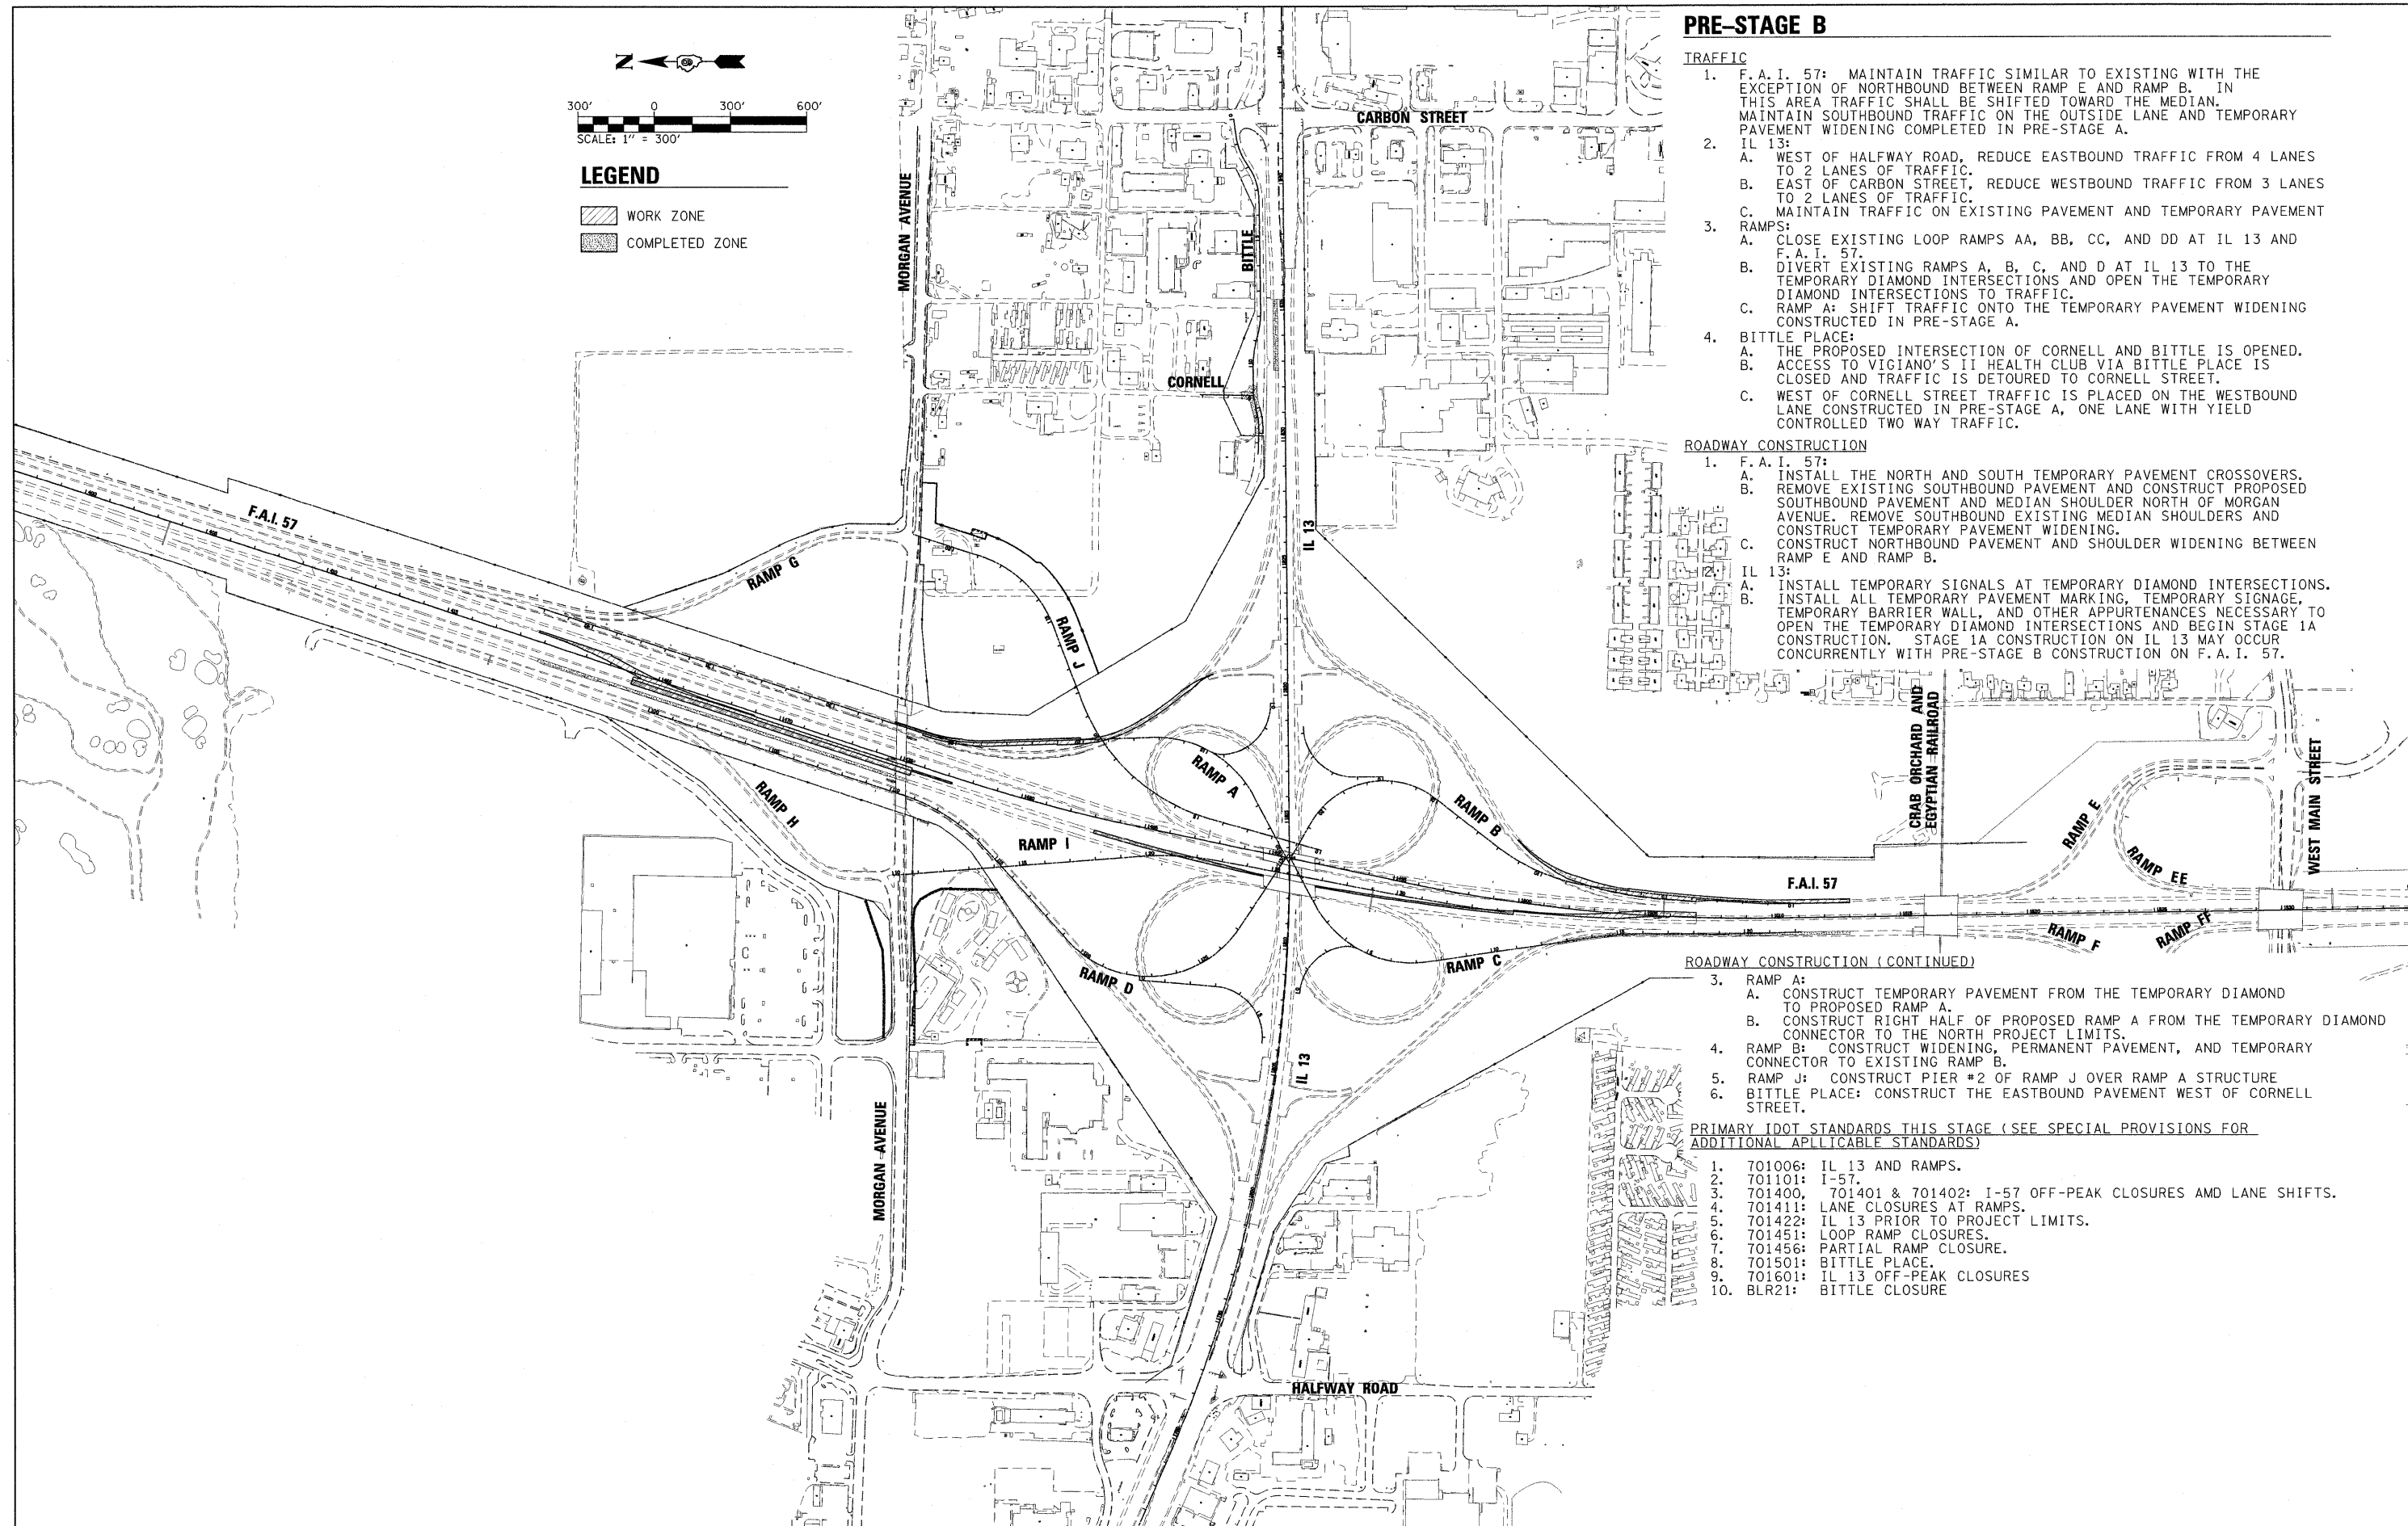 PRE-STAGE B
TRAFFIC
1. F.A.I. 57: MAINTAIN TRAFFIC SIMILAR TO EXISTING WITH THE
EXCEPTION OF NORTHBOUND BETWEEN RAMP E AND RAMP B. IN
THIS AREA TRAFFIC SHALL BE SHIFTED TOWARD THE MEDIAN.
MAINTAIN SOUTHBOUND TRAFFIC ON THE OUTSIDE LANE AND TEMPORARY
PAVEMENT WIDENING COMPLETED IN PRE-STAGE A.
2. IL 13:
A. WEST OF HALFWAY ROAD, REDUCE EASTBOUND TRAFFIC FROM 4 LANES
TO 2 LANES OF TRAFFIC.
B. EAST OF CARBON STREET, REDUCE WESTBOUND TRAFFIC FROM 3 LANES
TO 2 LANES OF TRAFFIC.
C. MAINTAIN TRAFFIC ON EXISTING PAVEMENT AND TEMPORARY PAVEMENT
3. RAMPS:
A. CLOSE EXISTING LOOP RAMPS AA, BB, CC, AND DD AT IL 13 AND
F.A.I. 57.
B. DIVERT EXISTING RAMPS A, B, C, AND D AT IL 13 TO THE
TEMPORARY DIAMOND INTERSECTIONS AND OPEN THE TEMPORARY
DIAMOND INTERSECTIONS TO TRAFFIC.
C. RAMP A: SHIFT TRAFFIC ONTO THE TEMPORARY PAVEMENT WIDENING
CONSTRUCTED IN PRE-STAGE A.
4. BITTLE PLACE:
A. THE PROPOSED INTERSECTION OF CORNELL AND BITTLE IS OPENED.
B. ACCESS TO VIGIANO'S II HEALTH CLUB VIA BITTLE PLACE IS
CLOSED AND TRAFFIC IS DETOURED TO CORNELL STREET.
C. WEST OF CORNELL STREET TRAFFIC IS PLACED ON THE WESTBOUND
LANE CONSTRUCTED IN PRE-STAGE A, ONE LANE WITH YIELD
CONTROLLED TWO WAY TRAFFIC.
ROADWAY CONSTRUCTION
1. F.A.I. 57:
A. INSTALL THE NORTH AND SOUTH TEMPORARY PAVEMENT CROSSOVERS.
B. REMOVE EXISTING SOUTHBOUND PAVEMENT AND CONSTRUCT PROPOSED
SOUTHBOUND PAVEMENT AND MEDIAN SHOULDER NORTH OF MORGAN
AVENUE. REMOVE SOUTHBOUND EXISTING MEDIAN SHOULDERS AND
CONSTRUCT TEMPORARY PAVEMENT WIDENING.
C. CONSTRUCT NORTHBOUND PAVEMENT AND SHOULDER WIDENING BETWEEN
RAMP E AND RAMP B.
2. IL 13:
A. INSTALL TEMPORARY SIGNALS AT TEMPORARY DIAMOND INTERSECTIONS.
B. INSTALL ALL TEMPORARY PAVEMENT MARKING, TEMPORARY SIGNAGE,
TEMPORARY BARRIER WALL, AND OTHER APPURTENANCES NECESSARY TO
OPEN THE TEMPORARY DIAMOND INTERSECTIONS AND BEGIN STAGE 1A
CONSTRUCTION. STAGE 1A CONSTRUCTION ON IL 13 MAY OCCUR
CONCURRENTLY WITH PRE-STAGE B CONSTRUCTION ON F.A.I. 57.
ROADWAY CONSTRUCTION (CONTINUED)
3. RAMP A:
A. CONSTRUCT TEMPORARY PAVEMENT FROM THE TEMPORARY DIAMOND
TO PROPOSED RAMP A.
B. CONSTRUCT RIGHT HALF OF PROPOSED RAMP A FROM THE TEMPORARY DIAMOND
CONNECTOR TO THE NORTH PROJECT LIMITS.
4. RAMP B: CONSTRUCT WIDENING, PERMANENT PAVEMENT, AND TEMPORARY
CONNECTOR TO EXISTING RAMP B.
5. RAMP J: CONSTRUCT PIER #2 OF RAMP J OVER RAMP A STRUCTURE
6. BITTLE PLACE: CONSTRUCT THE EASTBOUND PAVEMENT WEST OF CORNELL
STREET.
PRIMARY IDOT STANDARDS THIS STAGE (SEE SPECIAL PROVISIONS FOR
ADDITIONAL APLLICABLE STANDARDS)
1. 701006: IL 13 AND RAMPS.
2. 701101: I-57.
3. 701400, 701401 & 701402: I-57 OFF-PEAK CLOSURES AMD LANE SHIFTS.
4. 701411: LANE CLOSURES AT RAMPS.
5. 701422: IL 13 PRIOR TO PROJECT LIMITS.
6. 701451: LOOP RAMP CLOSURES.
7. 701456: PARTIAL RAMP CLOSURE.
8. 701501: BITTLE PLACE.
9. 701601: IL 13 OFF-PEAK CLOSURES
10. BLR21: BITTLE CLOSURE
N
300' 0 300' 600'
SCALE: 1" = 300'
LEGEND
WORK ZONE
COMPLETED ZONE
CARBON STREET
MORGAN AVENUE
BITTLE
CORNELL
F.A.I. 57
IL 13
RAMP G
RAMP J
RAMP A
RAMP H
RAMP I
RAMP B
RAMP D
RAMP C
CRAB ORCHARD AND
EGYPTIAN RAILROAD
RAMP E
RAMP EE
WEST MAIN STREET
F.A.I. 57
RAMP F
RAMP FF
IL 13
MORGAN AVENUE
HALFWAY ROAD